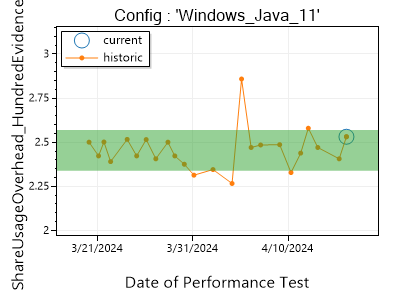 Config : 'Windows_Java_11'
current
historic
ShareUsageOverhead_HundredEvidence
3
2.75
2.5
2.25
2
3/21/2024
3/31/2024
4/10/2024
Date of Performance Test